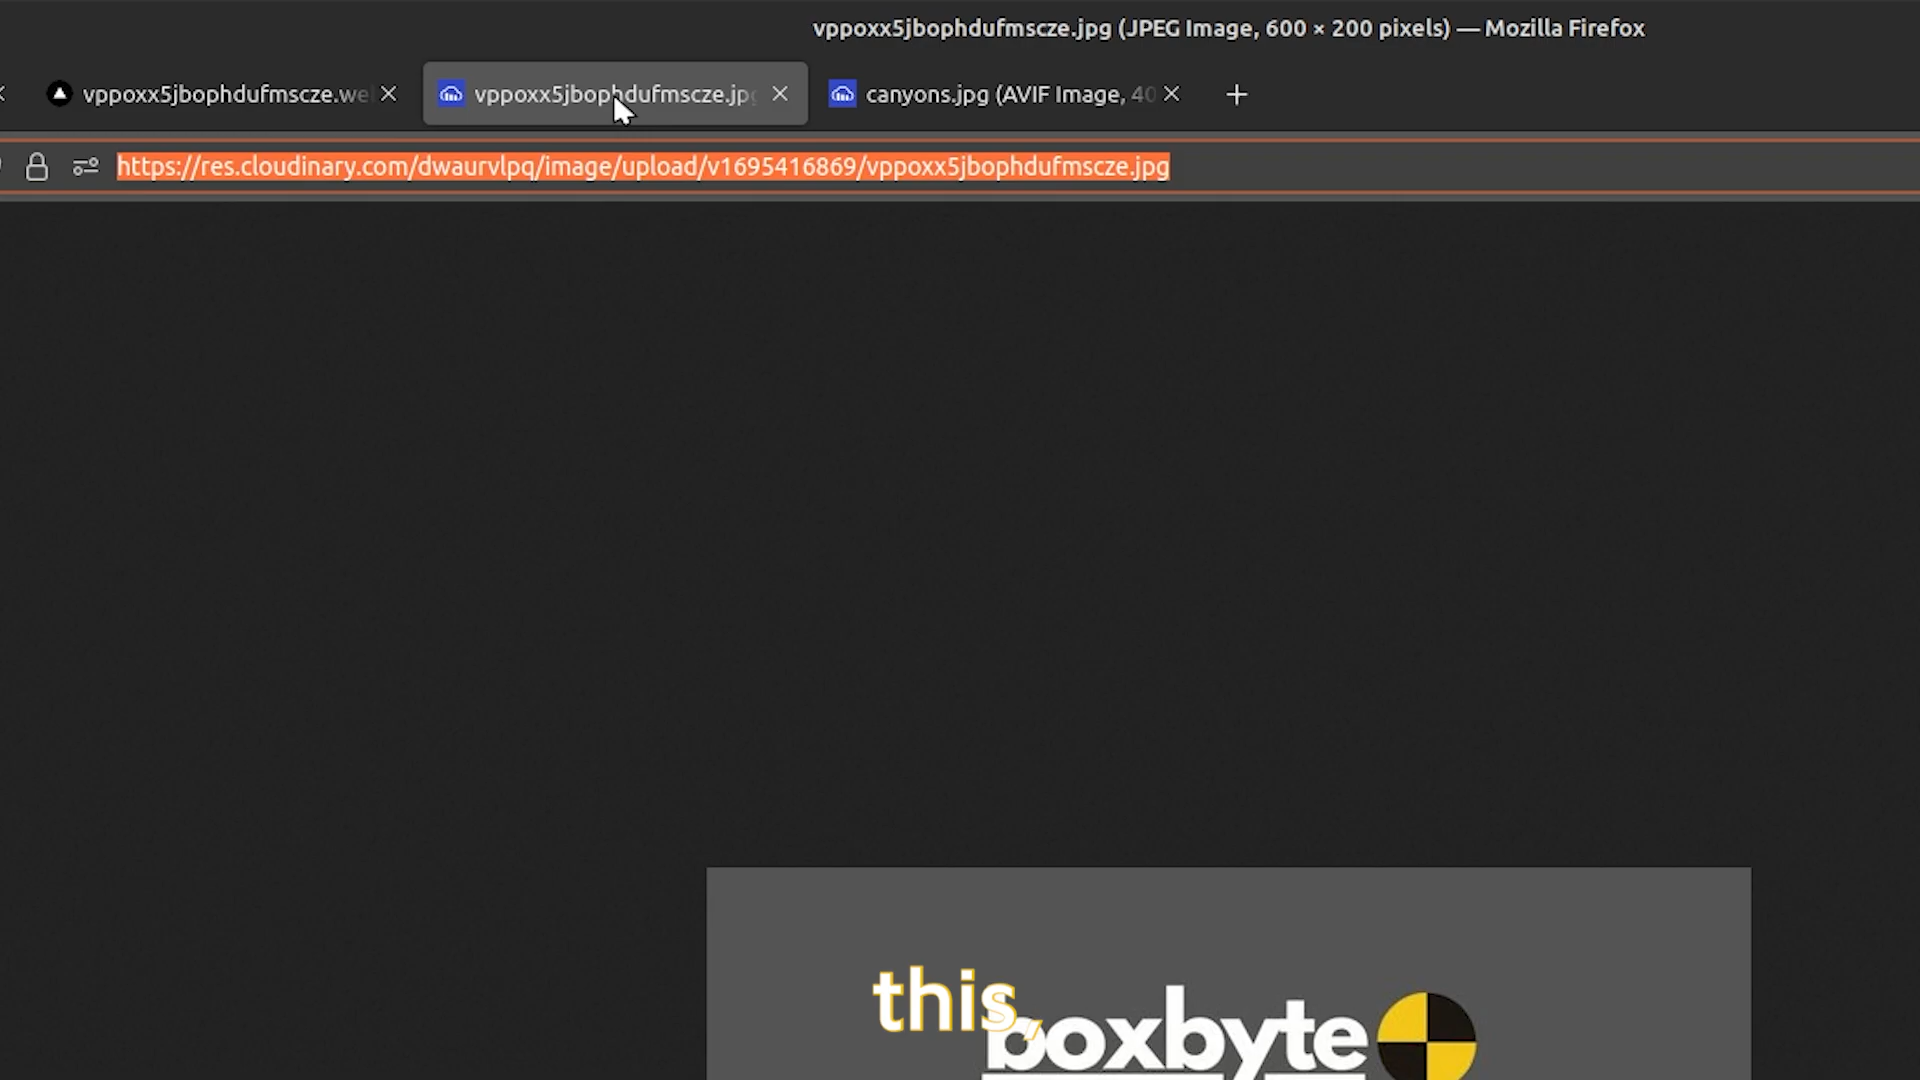 vppoxx5jbophdufmscze.jpg (JPEG Image, 600 × 200 pixels) — Mozilla Firefox
vppoxx5jbophdufmscze.we
vppoxx5jbophdufmscze.jpg
canyons.jpg (AVIF Image, 40
https://res.cloudinary.com/dwaurvlpq/image/upload/v1695416869/vppoxx5jbophdufmscze.jpg
this,
boxbyte